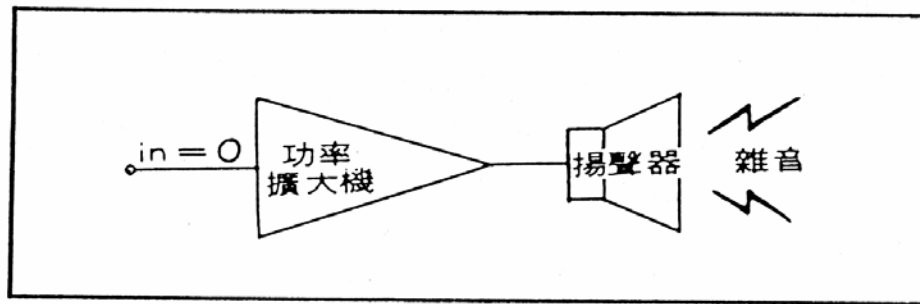 in = 0
功率
擴大機
揚聲器
雜音